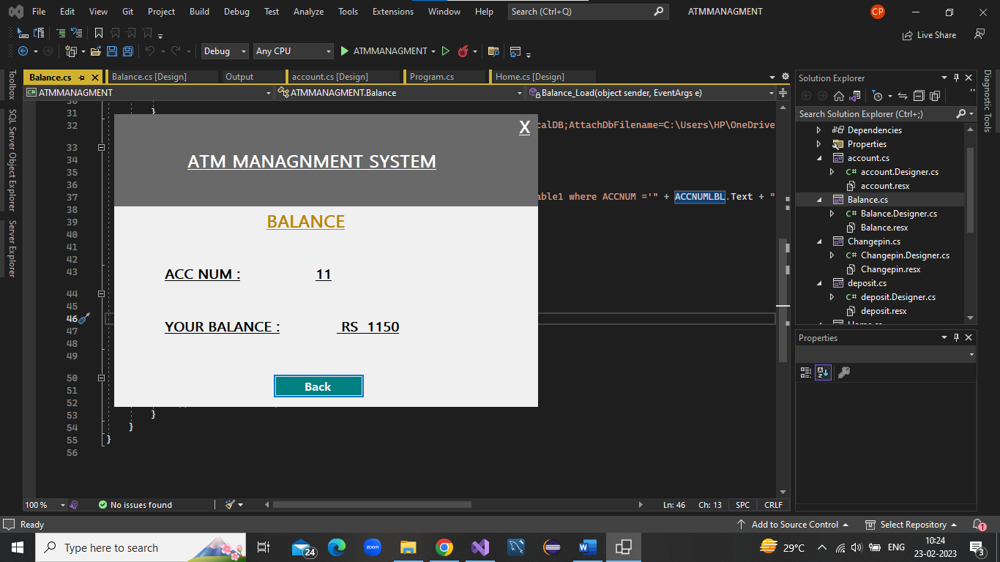 File Edit View Git Project Build Debug Test Analyze Tools Extensions Window Help Search (Ctrl+Q) ATMMANAGMENT CP
Live Share
Debug Any CPU ATMMANAGMENT
Balance.cs Balance.cs [Design] Output account.cs [Design] Program.cs Home.cs [Design]
ATMMANAGMENT ATMMANAGMENT.Balance Balance_Load(object sender, EventArgs e)
Toolbox
SQL Server Object Explorer
Server Explorer
31 }
32 calDB;AttachDbFilename=C:\Users\HP\OneDrive
33
34
35
36
37 able1 where ACCNUM ='" + ACCNUMLBL.Text + "
38
39
40
41
42
43
44
45
46
47
48
49
50
51
52
53 }
54 }
55 }
56
X
ATM MANAGNMENT SYSTEM
BALANCE
ACC NUM : 11
YOUR BALANCE : RS 1150
Back
Solution Explorer
Search Solution Explorer (Ctrl+;)
Dependencies
Properties
account.cs
C# account.Designer.cs
account.resx
Balance.cs
C# Balance.Designer.cs
Balance.resx
Changepin.cs
C# Changepin.Designer.cs
Changepin.resx
deposit.cs
C# deposit.Designer.cs
deposit.resx
Home.cs
Properties
Diagnostic Tools
100 % No issues found Ln: 46 Ch: 13 SPC CRLF
Ready Add to Source Control Select Repository 1
Type here to search 24 zoom 29°C ENG 10:24
23-02-2023 3